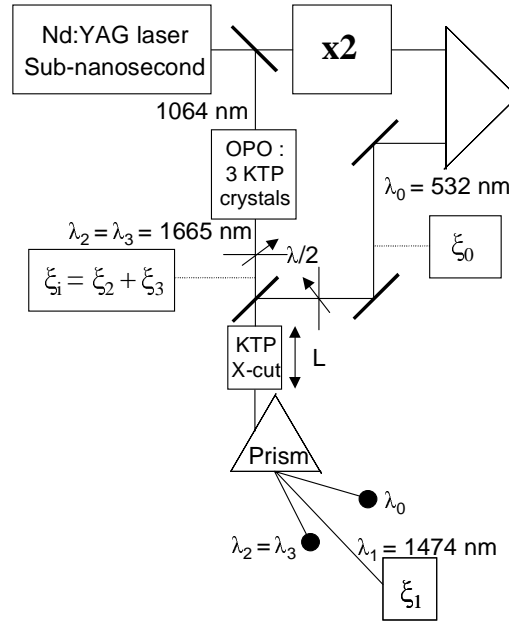 Nd:YAG laser
Sub-nanosecond
x2
1064 nm
OPO :
3 KTP
crystals
λ0 = 532 nm
λ2 = λ3 = 1665 nm
λ/2
ξ0
ξi = ξ2 + ξ3
KTP
X-cut
L
Prism
λ0
λ2 = λ3
λ1 = 1474 nm
ξ1